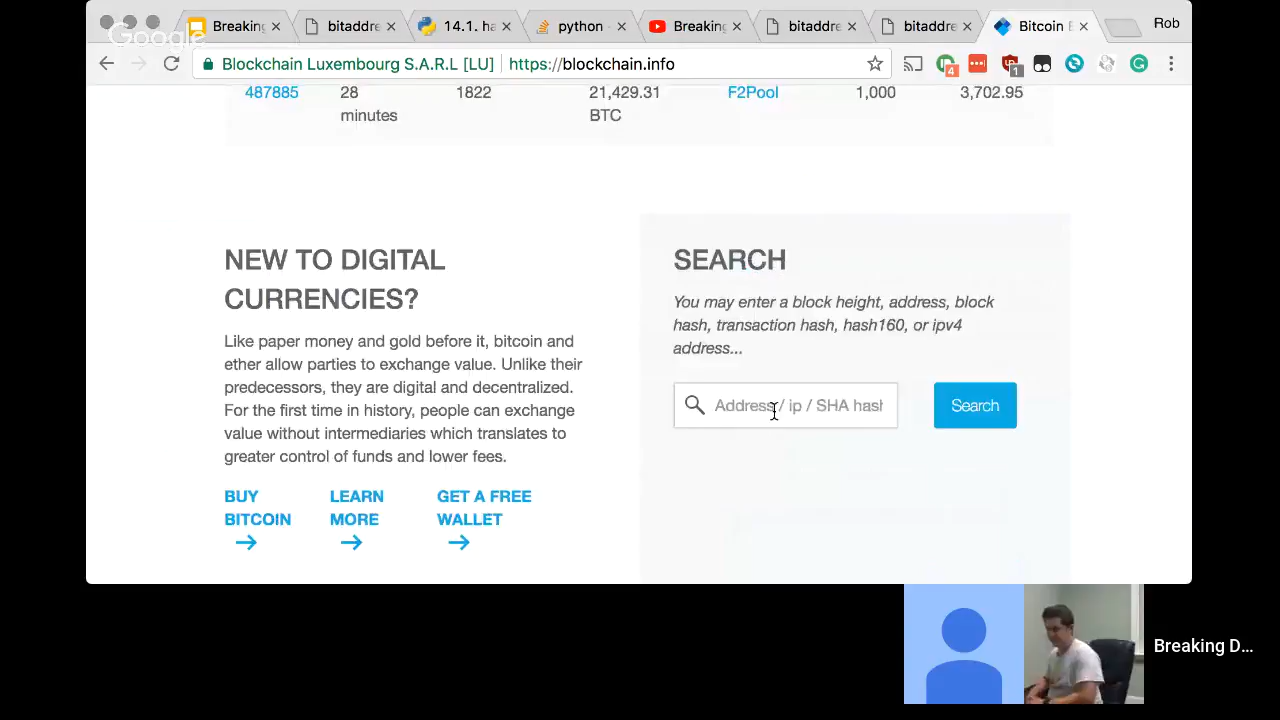 Google
Breaking
bitaddre
14.1. ha
python -
Breaking
bitaddre
bitaddre
Bitcoin E
Rob
Blockchain Luxembourg S.A.R.L [LU]
https://blockchain.info
4
1
487885
28 minutes
1822
21,429.31 BTC
F2Pool
1,000
3,702.95
NEW TO DIGITAL
CURRENCIES?
Like paper money and gold before it, bitcoin and
ether allow parties to exchange value. Unlike their
predecessors, they are digital and decentralized.
For the first time in history, people can exchange
value without intermediaries which translates to
greater control of funds and lower fees.
BUY
BITCOIN
LEARN
MORE
GET A FREE
WALLET
SEARCH
You may enter a block height, address, block
hash, transaction hash, hash160, or ipv4
address...
Address / ip / SHA hash
Search
Breaking D...